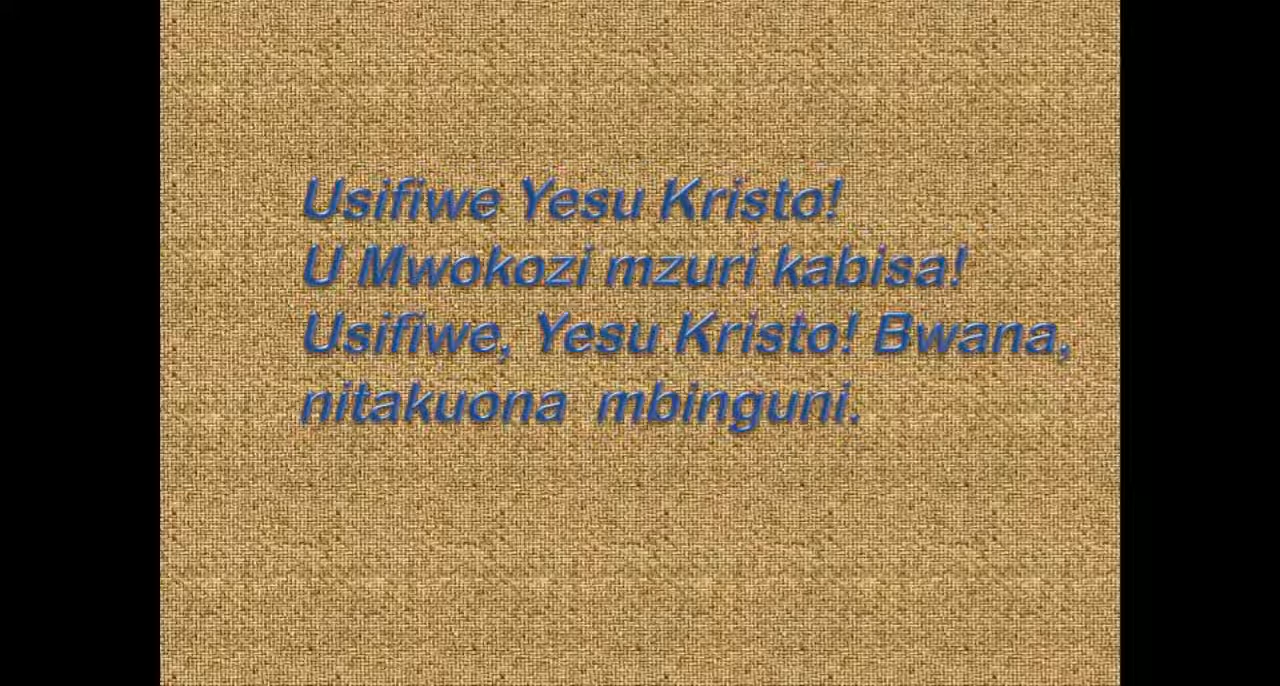 Usifiwe Yesu Kristo!
U Mwokozi mzuri kabisa!
Usifiwe, Yesu Kristo! Bwana,
nitakuona mbinguni.